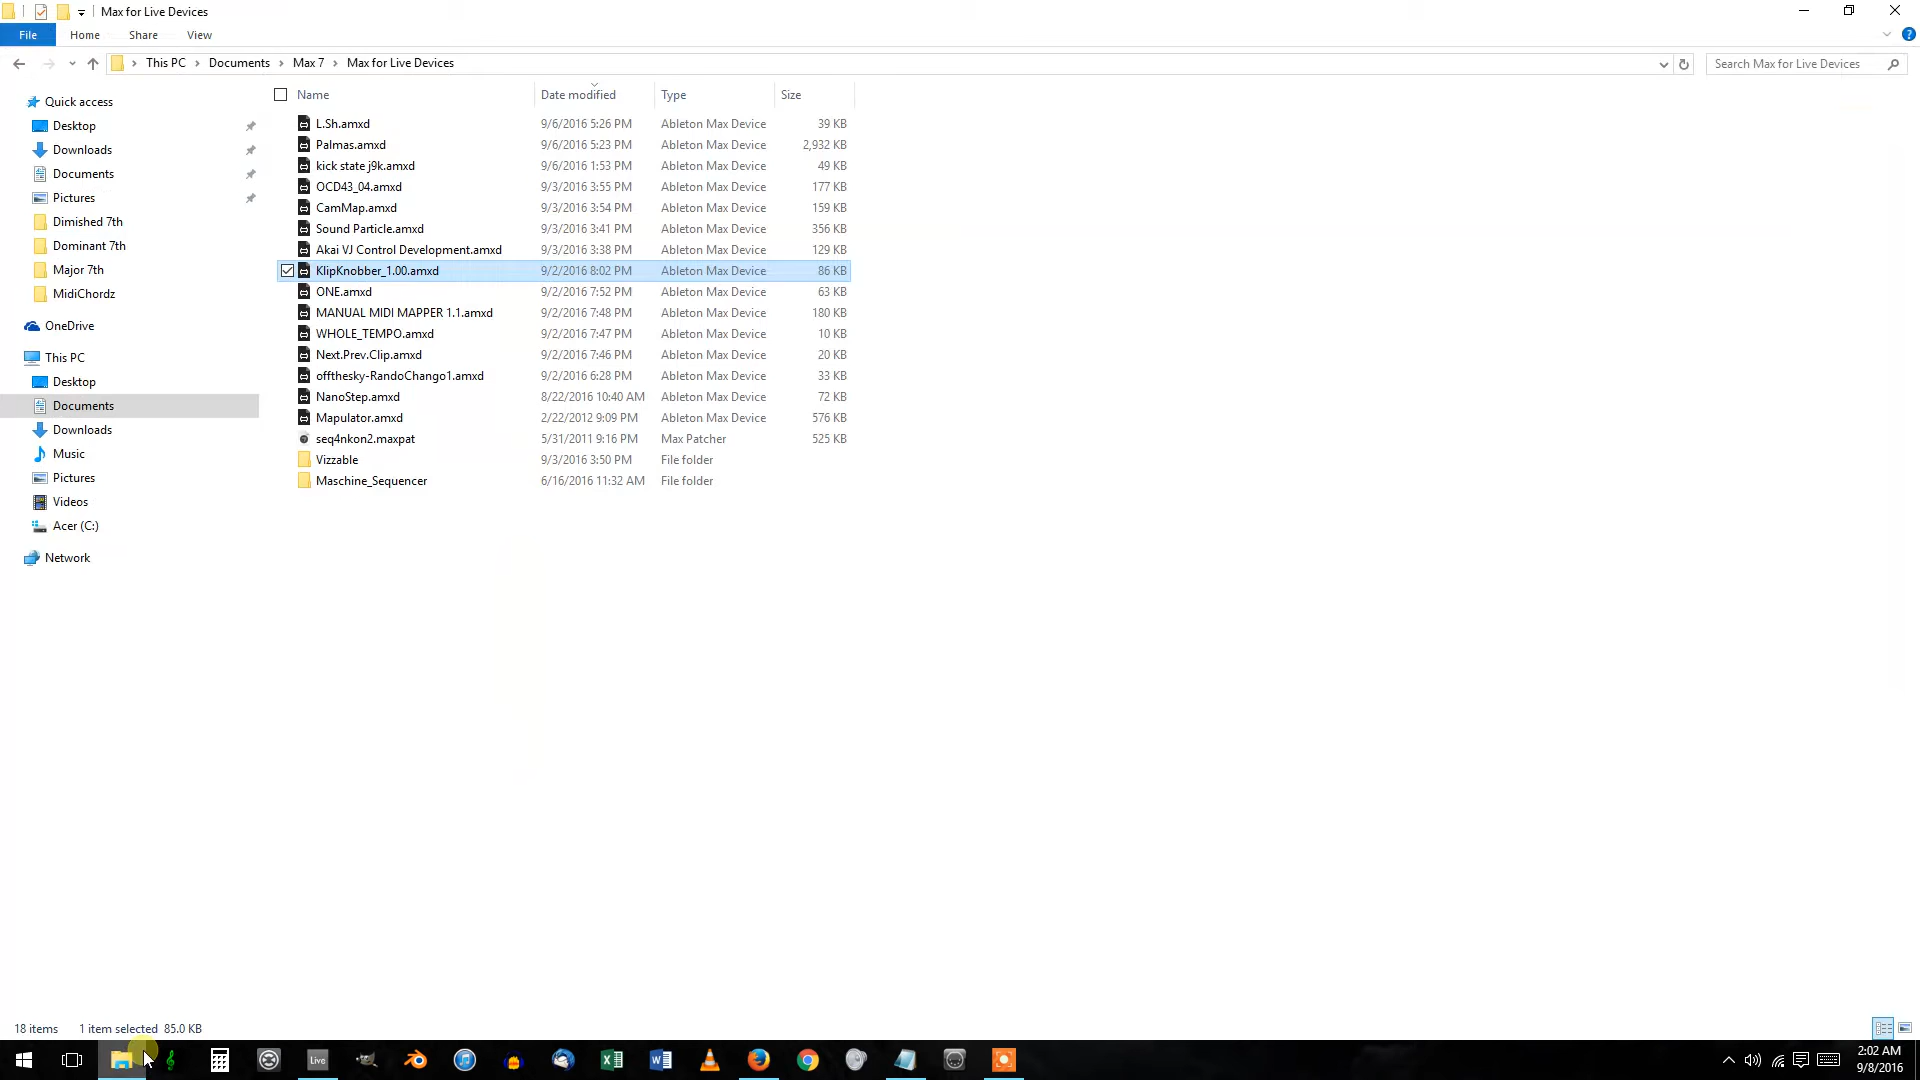 Max for Live Devices
File Home Share View
This PC Documents Max 7 Max for Live Devices
Search Max for Live Devices
Name Date modified Type Size
Quick access
Desktop
Downloads
Documents
Pictures
Dimished 7th
Dominant 7th
Major 7th
MidiChordz
OneDrive
This PC
Desktop
Documents
Downloads
Music
Pictures
Videos
Acer (C:)
Network
L.Sh.amxd 9/6/2016 5:26 PM Ableton Max Device 39 KB
Palmas.amxd 9/6/2016 5:23 PM Ableton Max Device 2,932 KB
kick state j9k.amxd 9/6/2016 1:53 PM Ableton Max Device 49 KB
OCD43_04.amxd 9/3/2016 3:55 PM Ableton Max Device 177 KB
CamMap.amxd 9/3/2016 3:54 PM Ableton Max Device 159 KB
Sound Particle.amxd 9/3/2016 3:41 PM Ableton Max Device 356 KB
Akai VJ Control Development.amxd 9/3/2016 3:38 PM Ableton Max Device 129 KB
KlipKnobber_1.00.amxd 9/2/2016 8:02 PM Ableton Max Device 86 KB
ONE.amxd 9/2/2016 7:52 PM Ableton Max Device 63 KB
MANUAL MIDI MAPPER 1.1.amxd 9/2/2016 7:48 PM Ableton Max Device 180 KB
WHOLE_TEMPO.amxd 9/2/2016 7:47 PM Ableton Max Device 10 KB
Next.Prev.Clip.amxd 9/2/2016 7:46 PM Ableton Max Device 20 KB
offthesky-RandoChango1.amxd 9/2/2016 6:28 PM Ableton Max Device 33 KB
NanoStep.amxd 8/22/2016 10:40 AM Ableton Max Device 72 KB
Mapulator.amxd 2/22/2012 9:09 PM Ableton Max Device 576 KB
seq4nkon2.maxpat 5/31/2011 9:16 PM Max Patcher 525 KB
Vizzable 9/3/2016 3:50 PM File folder
Maschine_Sequencer 6/16/2016 11:32 AM File folder
18 items 1 item selected 85.0 KB
Live
2:02 AM
9/8/2016